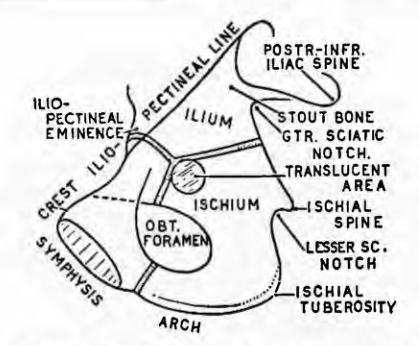 POSTR.-INFR.
ILIAC SPINE
PECTINEAL LINE
ILIO-
PECTINEAL
EMINENCE
ILIUM
STOUT BONE
GTR. SCIATIC
NOTCH.
ILIO-
TRANSLUCENT
AREA
CREST
ISCHIUM
ISCHIAL
SPINE
OBT.
FORAMEN
LESSER SC.
NOTCH
SYMPHYSIS
ISCHIAL
TUBEROSITY
ARCH